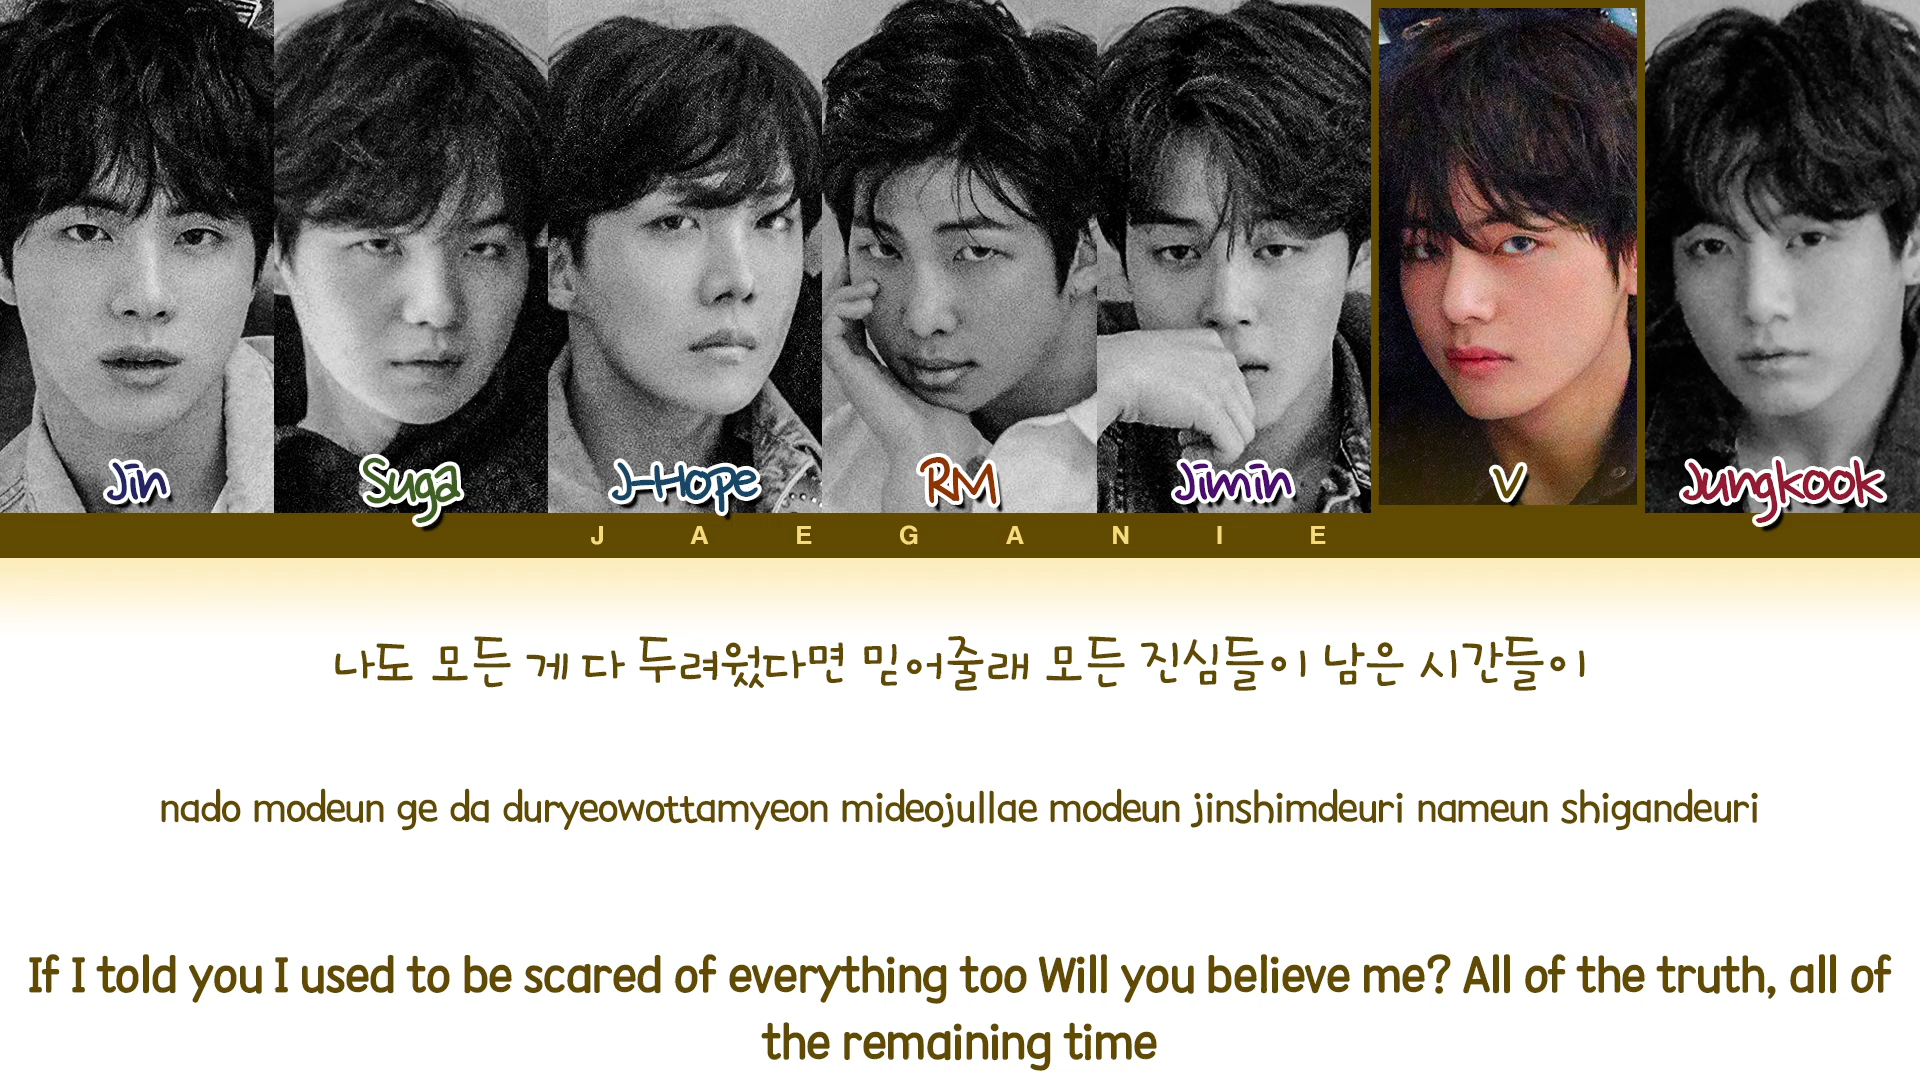 Jin Suga J-Hope RM Jimin V Jungkook
JAEGANIE
나도 모든 게 다 두려웠다면 믿어줄래 모든 진심들이 남은 시간들이
nado modeun ge da duryeowottamyeon mideojullae modeun jinshimdeuri nameun shigandeuri
If I told you I used to be scared of everything too Will you believe me? All of the truth, all of
the remaining time